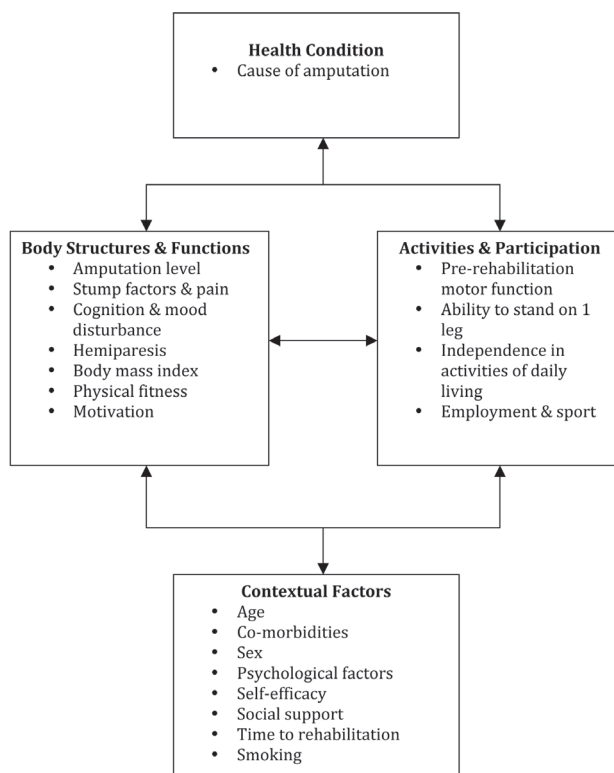 Health Condition
• Cause of amputation
Body Structures & Functions
• Amputation level
• Stump factors & pain
• Cognition & mood
disturbance
• Hemiparesis
• Body mass index
• Physical fitness
• Motivation
Activities & Participation
• Pre-rehabilitation
motor function
• Ability to stand on 1
leg
• Independence in
activities of daily
living
• Employment & sport
Contextual Factors
• Age
• Co-morbidities
• Sex
• Psychological factors
• Self-efficacy
• Social support
• Time to rehabilitation
• Smoking